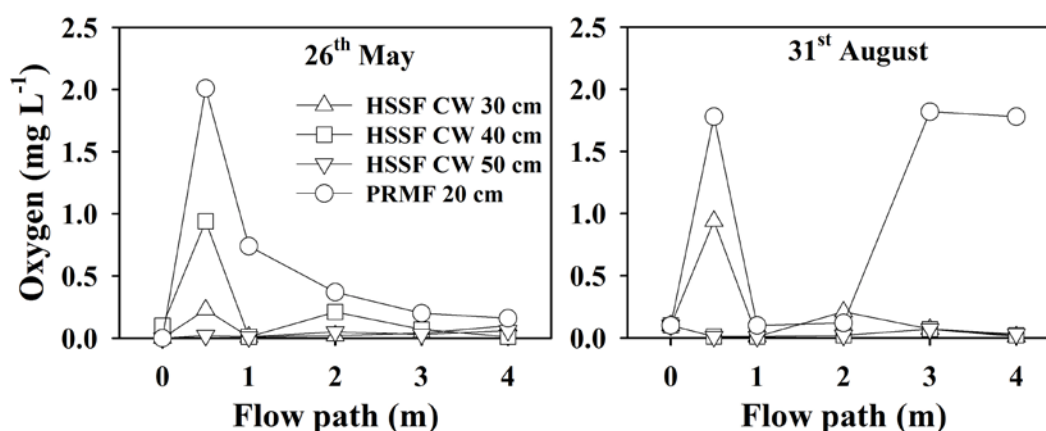 26th May
31st August
HSSF CW 30 cm
HSSF CW 40 cm
HSSF CW 50 cm
PRMF 20 cm
Oxygen (mg L-1)
2.5
2.0
1.5
1.0
0.5
0.0
2.5
2.0
1.5
1.0
0.5
0.0
0 1 2 3 4
0 1 2 3 4
Flow path (m)
Flow path (m)